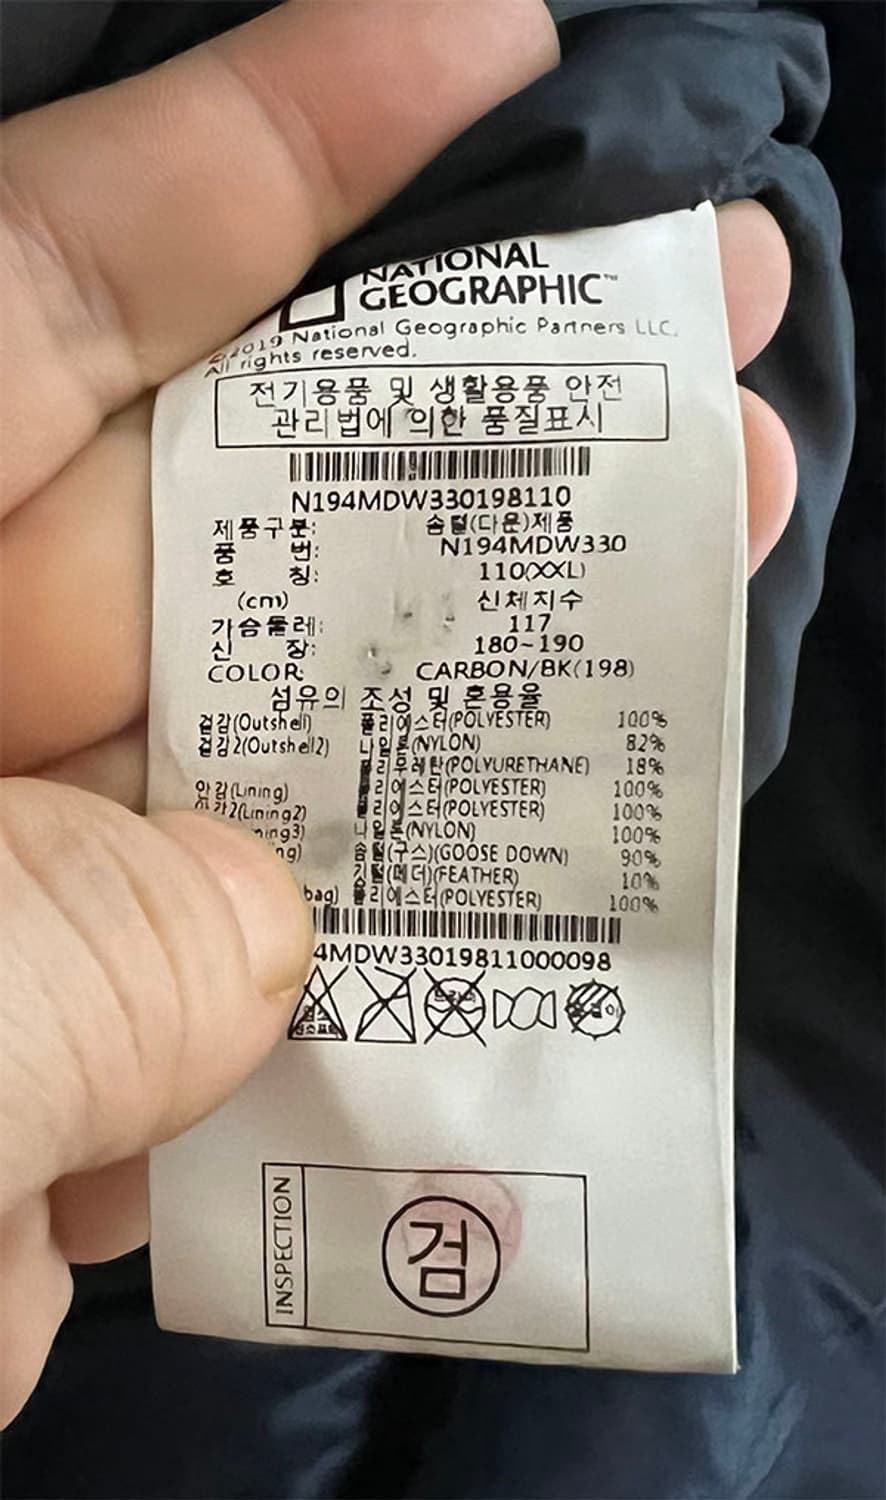 NATIONAL
GEOGRAPHIC™
©2019 National Geographic Partners LLC.
All rights reserved.
전기용품 및 생활용품 안전
관리법에 의한 품질표시
N194MDW330198110
제품구분: 솜털(다운)제품
품 번: N194MDW330
호 칭: 110(XXL)
(cm) 신체치수
가슴둘레: 117
신 장: 180~190
COLOR: CARBON/BK(198)
섬유의 조성 및 혼용율
겉감(Outshell) 폴리에스터(POLYESTER) 100%
겉감2(Outshell2) 나일론(NYLON) 82%
폴리우레탄(POLYURETHANE) 18%
안감(Lining) 폴리에스터(POLYESTER) 100%
안감2(Lining2) 폴리에스터(POLYESTER) 100%
ning3) 나일론(NYLON) 100%
ng) 솜털(구스)(GOOSE DOWN) 90%
깃털(페더)(FEATHER) 10%
bag) 폴리에스터(POLYESTER) 100%
4MDW33019811000098
INSPECTION
검